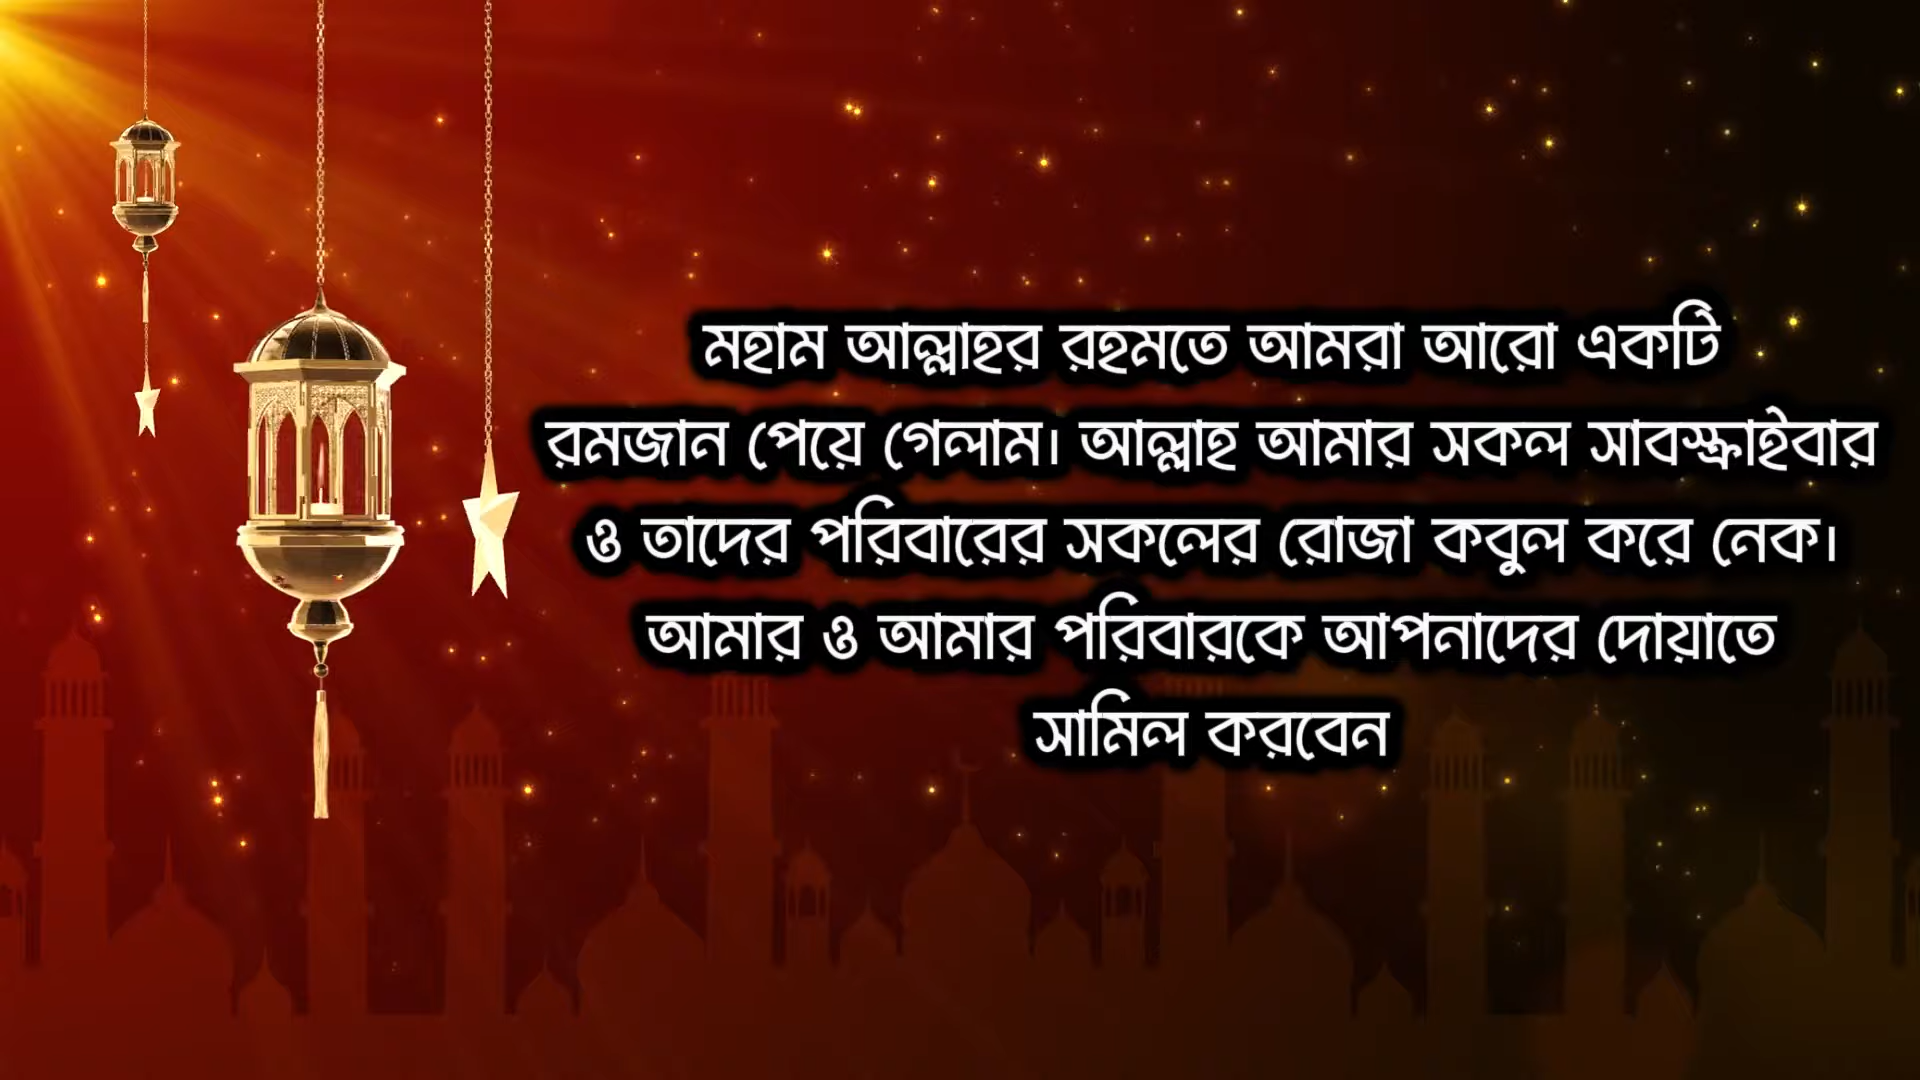 মহাম আল্লাহর রহমতে আমরা আরো একটি
রমজান পেয়ে গেলাম। আল্লাহ আমার সকল সাবস্ক্রাইবার
ও তাদের পরিবারের সকলের রোজা কবুল করে নেক।
আমার ও আমার পরিবারকে আপনাদের দোয়াতে
সামিল করবেন